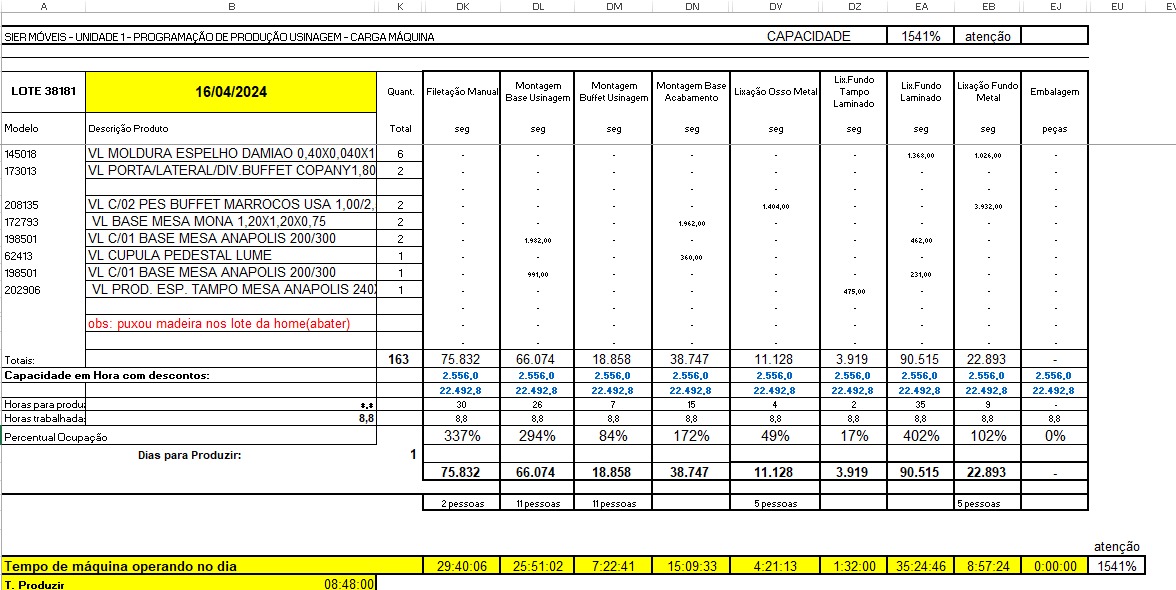 A B K DK DL DM DN DV DZ EA EB EJ EU
SIER MÓVEIS - UNIDADE 1 - PROGRAMAÇÃO DE PRODUÇÃO USINAGEM - CARGA MÁQUINA CAPACIDADE 1541% atenção
LOTE 38181 16/04/2024 Quant. Filetação Manual Montagem Base Usinagem Montagem Buffet Usinagem Montagem Base Acabamento Lixação Osso Metal Lix.Fundo Tampo Laminado Lix.Fundo Laminado Lixação Fundo Metal Embalagem
Modelo Descrição Produto Total seg seg seg seg seg seg seg seg peças
145018 VL MOLDURA ESPELHO DAMIAO 0,40X0,040X1 6 - - - - - - 1.368,00 1.026,00 -
173013 VL PORTA/LATERAL/DIV.BUFFET COPANY1,80 2 - - - - - - - - -
- - - - - - - - -
208135 VL C/02 PES BUFFET MARROCOS USA 1,00/2, 2 - - - - 1.404,00 - - 3.932,00 -
172793 VL BASE MESA MONA 1,20X1,20X0,75 2 - - - 1.962,00 - - - - -
198501 VL C/01 BASE MESA ANAPOLIS 200/300 2 - 1.982,00 - - - - 462,00 - -
62413 VL CUPULA PEDESTAL LUME 1 - - - 360,00 - - - - -
198501 VL C/01 BASE MESA ANAPOLIS 200/300 1 - 991,00 - - - - 231,00 - -
202906 VL PROD. ESP. TAMPO MESA ANAPOLIS 240 1 - - - - - 475,00 - - -
- - - - - - - - -
obs: puxou madeira nos lote da home(abater) - - - - - - - - -
- - - - - - - - -
Totais: 163 75.832 66.074 18.858 38.747 11.128 3.919 90.515 22.893 -
Capacidade em Hora com descontos: 2.556,0 2.556,0 2.556,0 2.556,0 2.556,0 2.556,0 2.556,0 2.556,0 2.556,0
22.492,8 22.492,8 22.492,8 22.492,8 22.492,8 22.492,8 22.492,8 22.492,8 22.492,8
Horas para produz *,* 30 26 7 15 4 2 35 9 -
Horas trabalhadas 8,8 8,8 8,8 8,8 8,8 8,8 8,8 8,8 8,8 8,8
Percentual Ocupação 337% 294% 84% 172% 49% 17% 402% 102% 0%
Dias para Produzir: 1
75.832 66.074 18.858 38.747 11.128 3.919 90.515 22.893 -
2 pessoas 11 pessoas 11 pessoas 5 pessoas 5 pessoas
atenção
Tempo de máquina operando no dia 29:40:06 25:51:02 7:22:41 15:09:33 4:21:13 1:32:00 35:24:46 8:57:24 0:00:00 1541%
T. Produzir 08:48:00